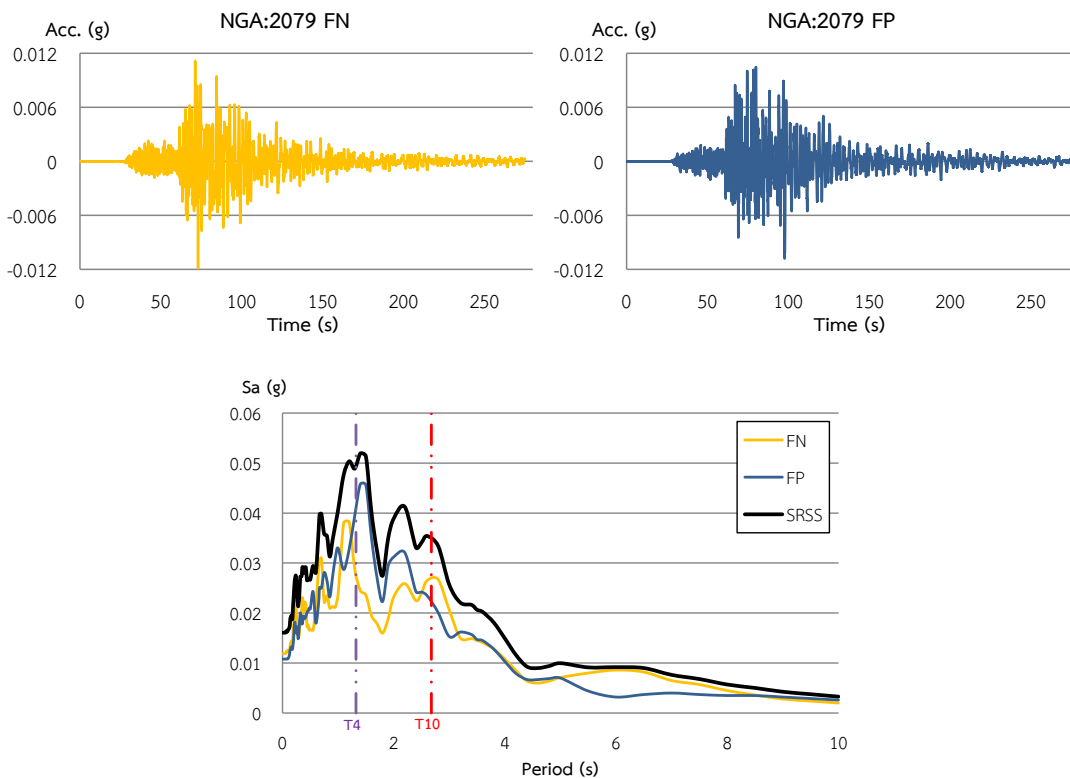 NGA:2079 FN
Acc. (g)
0.012
0.006
0
-0.006
-0.012
0 50 100 150 200 250
Time (s)
NGA:2079 FP
Acc. (g)
0.012
0.006
0
-0.006
-0.012
0 50 100 150 200 250
Time (s)
Sa (g)
0.06
0.05
0.04
0.03
0.02
0.01
0
FN
FP
SRSS
T4 T10
0 2 4 6 8 10
Period (s)